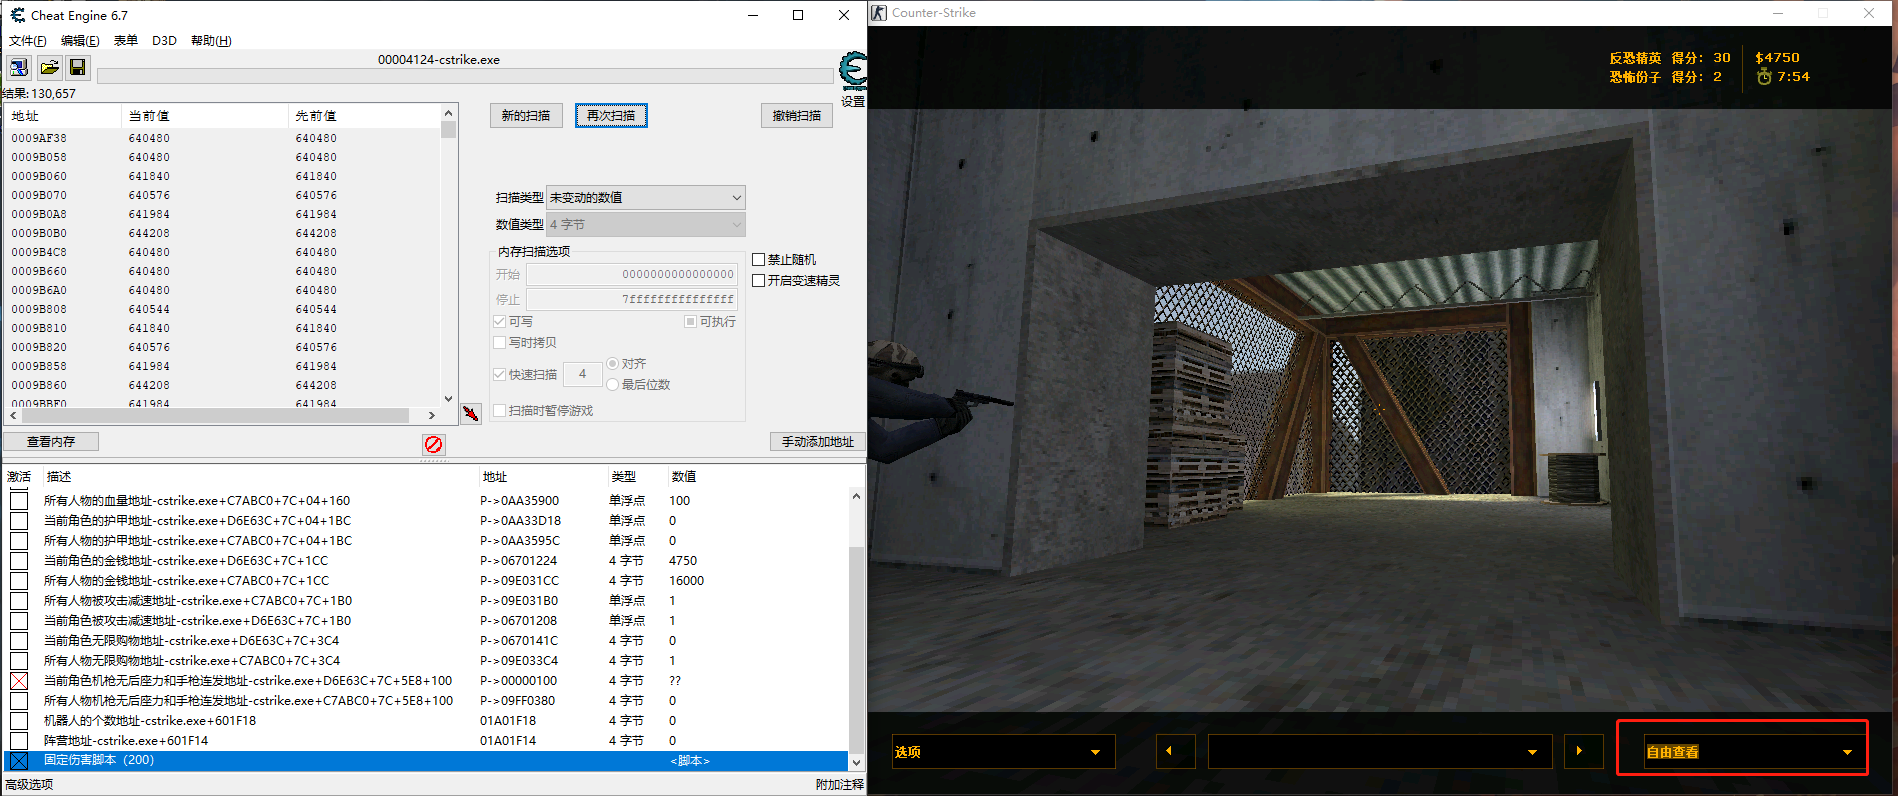 Cheat Engine 6.7
文件(F) 编辑(E) 表单 D3D 帮助(H)
00004124-cstrike.exe
结果: 130,657
设置
地址 当前值 先前值
0009AF38 640480 640480
0009B058 640480 640480
0009B060 641840 641840
0009B070 640576 640576
0009B0A8 641984 641984
0009B0B0 644208 644208
0009B4C8 640480 640480
0009B660 640480 640480
0009B6A0 640480 640480
0009B808 640544 640544
0009B810 641840 641840
0009B820 640576 640576
0009B858 641984 641984
0009B860 644208 644208
0009BBF0 641984 641984
新的扫描 再次扫描 撤销扫描
扫描类型 未变动的数值
数值类型 4 字节
内存扫描选项
开始 0000000000000000
停止 7fffffffffffffff
可写 可执行
写时拷贝
快速扫描 4 对齐
最后位数
扫描时暂停游戏
禁止随机
开启变速精灵
查看内存 手动添加地址
激活 描述 地址 类型 数值
所有人物的血量地址-cstrike.exe+C7ABC0+7C+04+160 P->0AA35900 单浮点 100
当前角色的护甲地址-cstrike.exe+D6E63C+7C+04+1BC P->0AA33D18 单浮点 0
所有人物的护甲地址-cstrike.exe+C7ABC0+7C+04+1BC P->0AA3595C 单浮点 0
当前角色的金钱地址-cstrike.exe+D6E63C+7C+1CC P->06701224 4 字节 4750
所有人物的金钱地址-cstrike.exe+C7ABC0+7C+1CC P->09E031CC 4 字节 16000
所有人物被攻击减速地址-cstrike.exe+C7ABC0+7C+1B0 P->09E031B0 单浮点 1
当前角色被攻击减速地址-cstrike.exe+D6E63C+7C+1B0 P->06701208 单浮点 1
当前角色无限购物地址-cstrike.exe+D6E63C+7C+3C4 P->0670141C 4 字节 0
所有人物无限购物地址-cstrike.exe+C7ABC0+7C+3C4 P->09E033C4 4 字节 1
当前角色机枪无后座力和手枪连发地址-cstrike.exe+D6E63C+7C+5E8+100 P->00000100 4 字节 ??
所有人物机枪无后座力和手枪连发地址-cstrike.exe+C7ABC0+7C+5E8+100 P->09FF0380 4 字节 0
机器人的个数地址-cstrike.exe+601F18 01A01F18 4 字节 0
阵营地址-cstrike.exe+601F14 01A01F14 4 字节 0
固定伤害脚本（200） <脚本>
高级选项 附加注释
Counter-Strike
反恐精英 得分: 30 $4750
恐怖份子 得分: 2 7:54
选项 自由查看